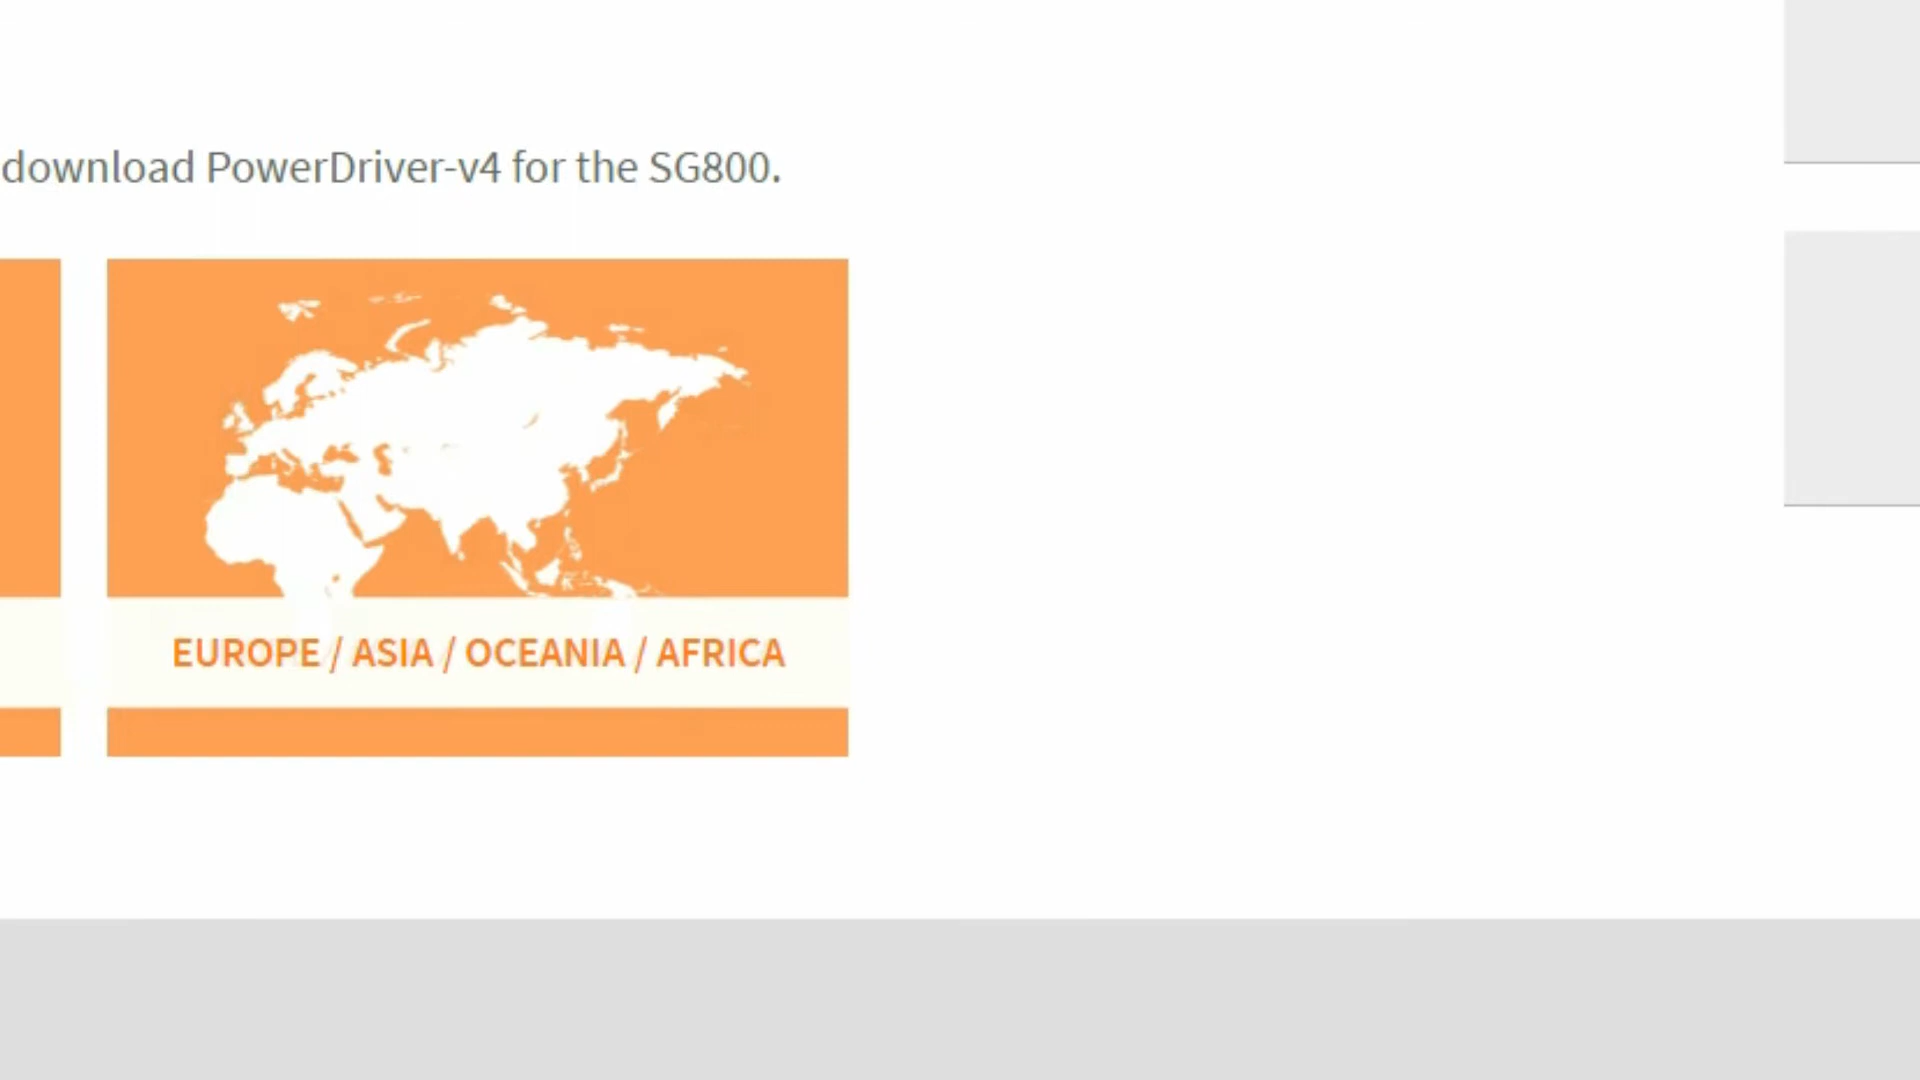 download PowerDriver-v4 for the SG800.
EUROPE / ASIA / OCEANIA / AFRICA